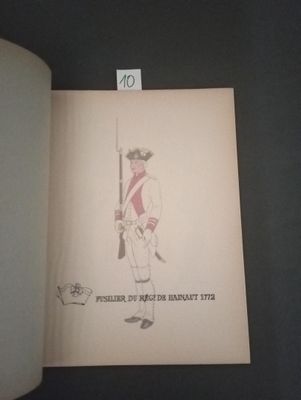 10
FUSILIER DU REGT DE HAINAUT 1772